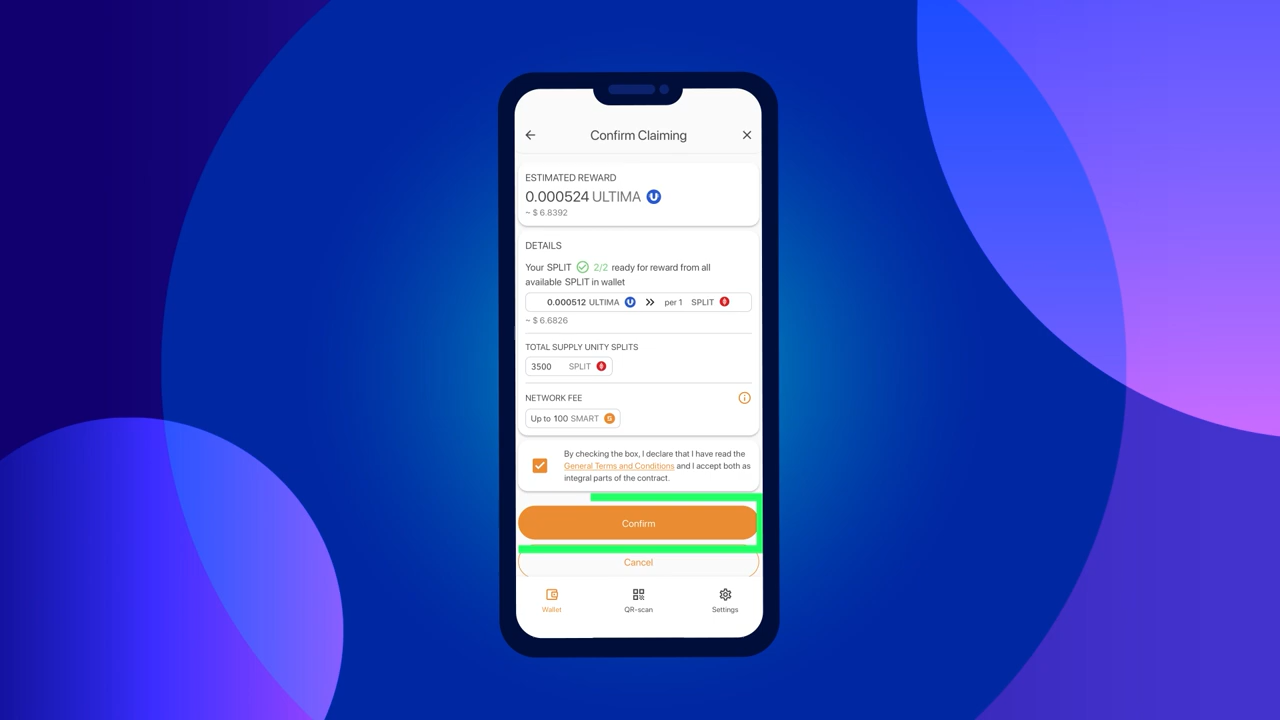 Confirm Claiming
ESTIMATED REWARD
0.000524 ULTIMA
~ $ 6.8392
DETAILS
Your SPLIT 2/2 ready for reward from all
available SPLIT in wallet
0.000512 ULTIMA per 1 SPLIT
~ $ 6.6826
TOTAL SUPPLY UNITY SPLITS
3500 SPLIT
NETWORK FEE
Up to 100 SMART
By checking the box, I declare that I have read the
General Terms and Conditions and I accept both as
integral parts of the contract.
Confirm
Cancel
Wallet QR-scan Settings